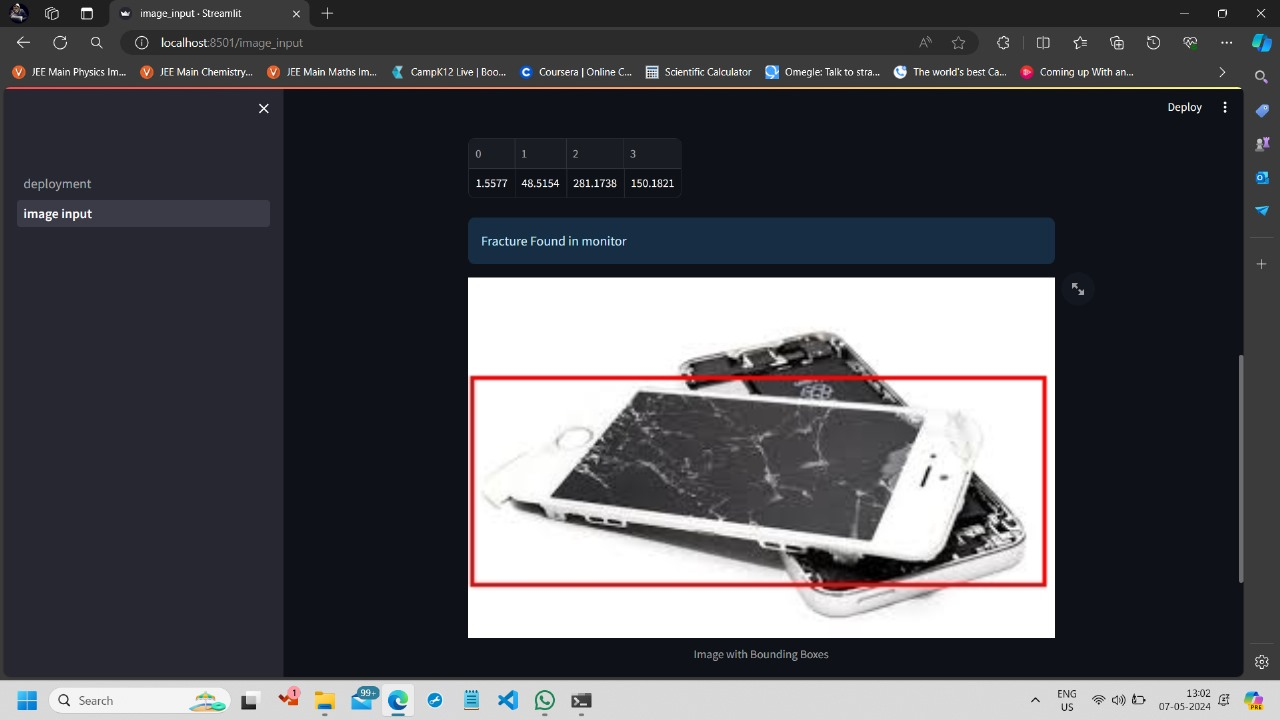 image_input · Streamlit
localhost:8501/image_input
JEE Main Physics Im... JEE Main Chemistry... JEE Main Maths Im... CampK12 Live | Boo... Coursera | Online C... Scientific Calculator Omegle: Talk to stra... The world's best Ca... Coming up With an...
Deploy
deployment
image input
0 1 2 3
1.5577 48.5154 281.1738 150.1821
Fracture Found in monitor
Image with Bounding Boxes
Search
1
99+
ENG
US
13:02
07-05-2024
PRE